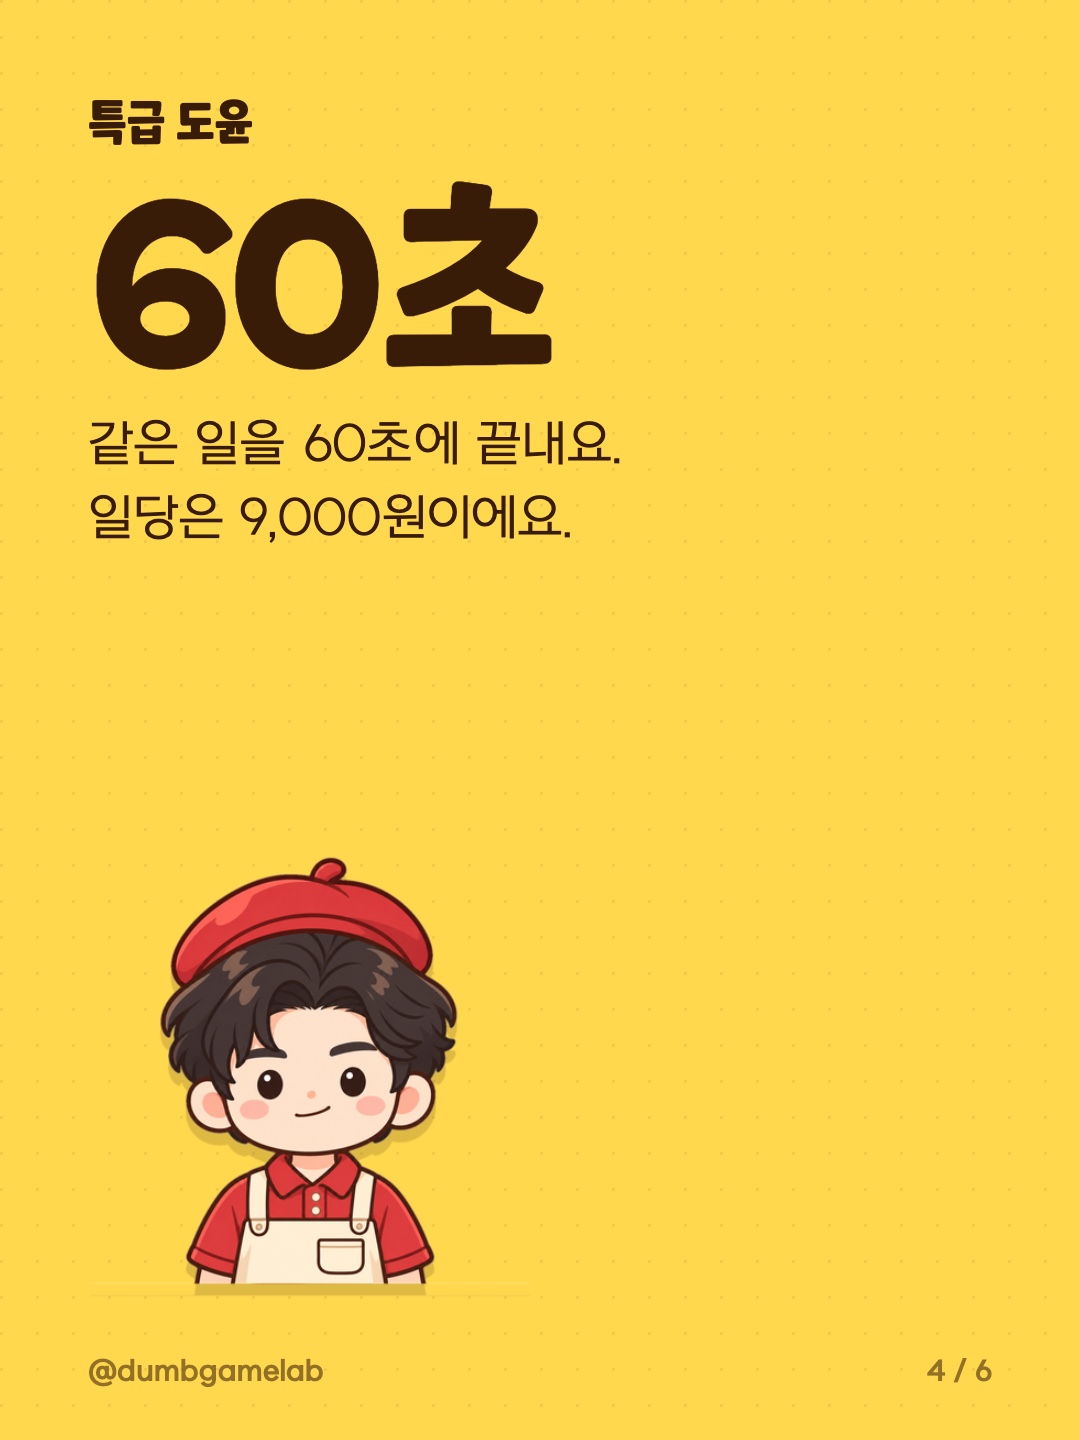 특급 도윤
60초
같은 일을 60초에 끝내요.
일당은 9,000원이에요.
@dumbgamelab
4 / 6